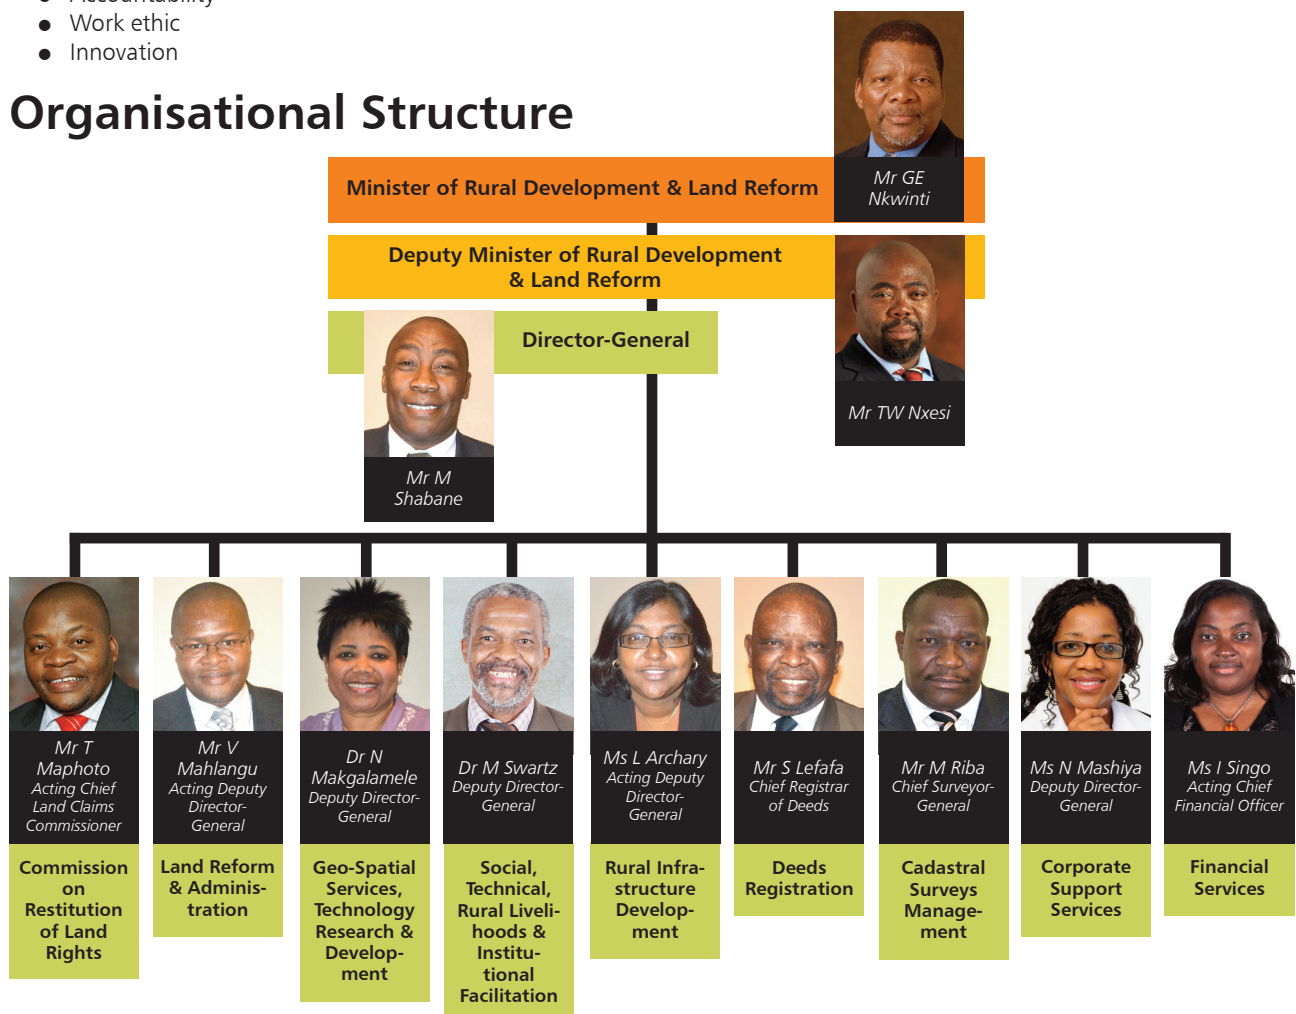 ● Accountability
● Work ethic
● Innovation
Organisational Structure
Minister of Rural Development & Land Reform
Mr GE
Nkwinti
Deputy Minister of Rural Development
& Land Reform
Mr TW Nxesi
Director-General
Mr M
Shabane
Mr T
Maphoto
Acting Chief
Land Claims
Commissioner
Commission
on
Restitution
of Land
Rights
Mr V
Mahlangu
Acting Deputy
Director-
General
Land Reform
& Adminis-
tration
Dr N
Makgalamele
Deputy Director-
General
Geo-Spatial
Services,
Technology
Research &
Develop-
ment
Dr M Swartz
Deputy Director-
General
Social,
Technical,
Rural Liveli-
hoods &
Institu-
tional
Facilitation
Ms L Archary
Acting Deputy
Director-
General
Rural Infra-
structure
Develop-
ment
Mr S Lefafa
Chief Registrar
of Deeds
Deeds
Registration
Mr M Riba
Chief Surveyor-
General
Cadastral
Surveys
Manage-
ment
Ms N Mashiya
Deputy Director-
General
Corporate
Support
Services
Ms I Singo
Acting Chief
Financial Officer
Financial
Services